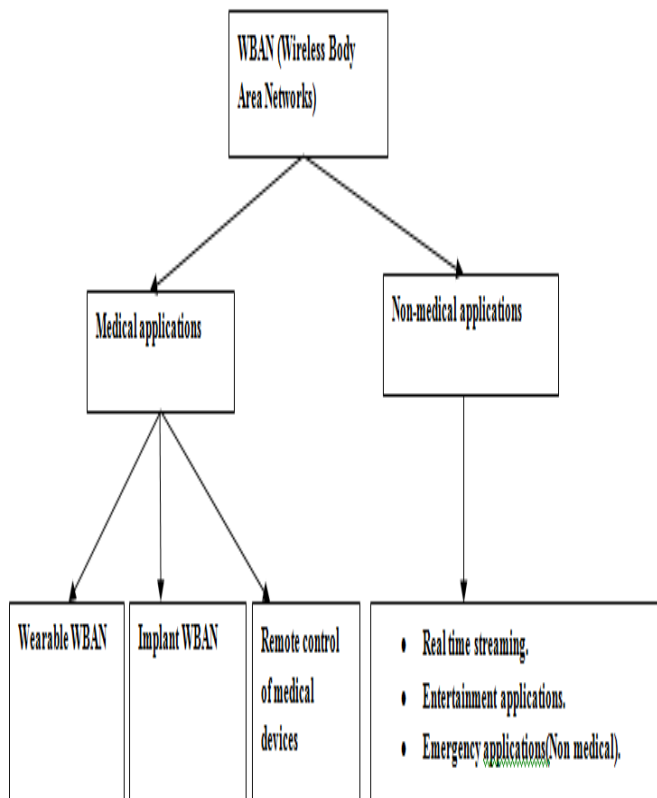 WBAN (Wireless Body
Area Networks)
Medical applications
Non-medical applications
Wearable WBAN
Implant WBAN
Remote control
of medical
devices
• Real time streaming.
• Entertainment applications.
• Emergency applications(Non medical).